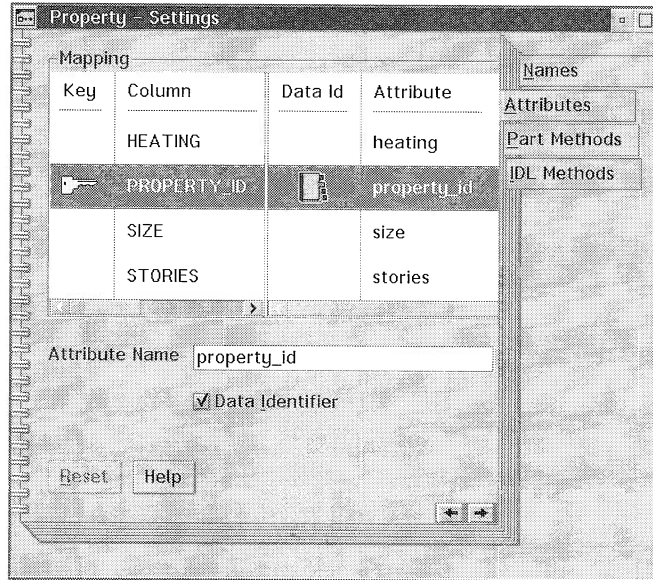 Property - Settings
Mapping
Key Column Data Id Attribute
HEATING heating
PROPERTY_ID property_id
SIZE size
STORIES stories
Attribute Name property_id
Data Identifier
Reset Help
Names
Attributes
Part Methods
IDL Methods